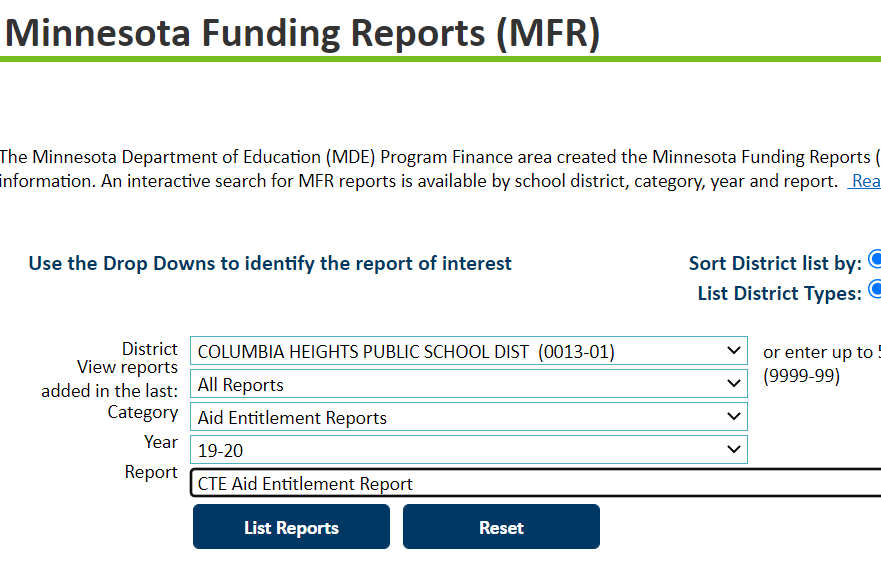 Minnesota Funding Reports (MFR)
The Minnesota Department of Education (MDE) Program Finance area created the Minnesota Funding Reports (
information. An interactive search for MFR reports is available by school district, category, year and report. Rea
Use the Drop Downs to identify the report of interest
Sort District list by:
List District Types:
District
COLUMBIA HEIGHTS PUBLIC SCHOOL DIST (0013-01)
or enter up to 5
(9999-99)
View reports
added in the last:
All Reports
Category
Aid Entitlement Reports
Year
19-20
Report
CTE Aid Entitlement Report
List Reports
Reset